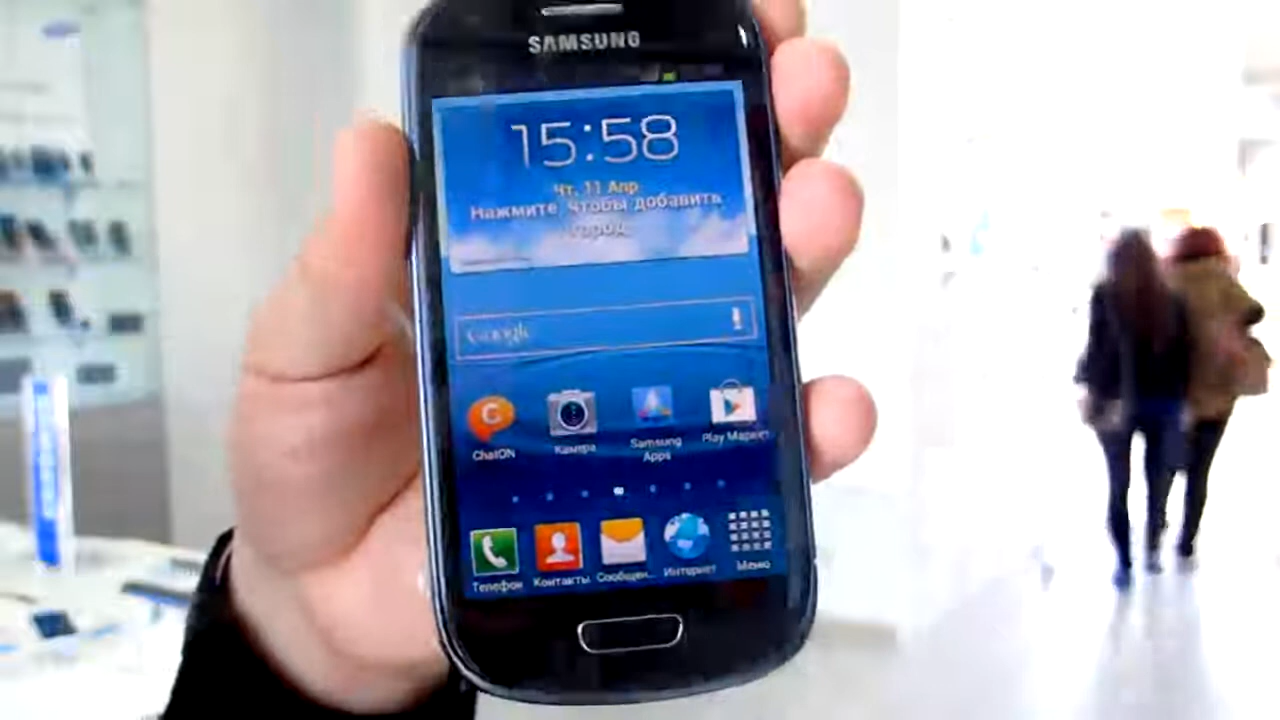 SAMSUNG
15:58
Чт, 11 Апр
Нажмите, чтобы добавить
город.
Google
ChatON
Камера
Samsung
Apps
Play Маркет
Телефон
Контакты
Сообщен...
Интернет
Меню